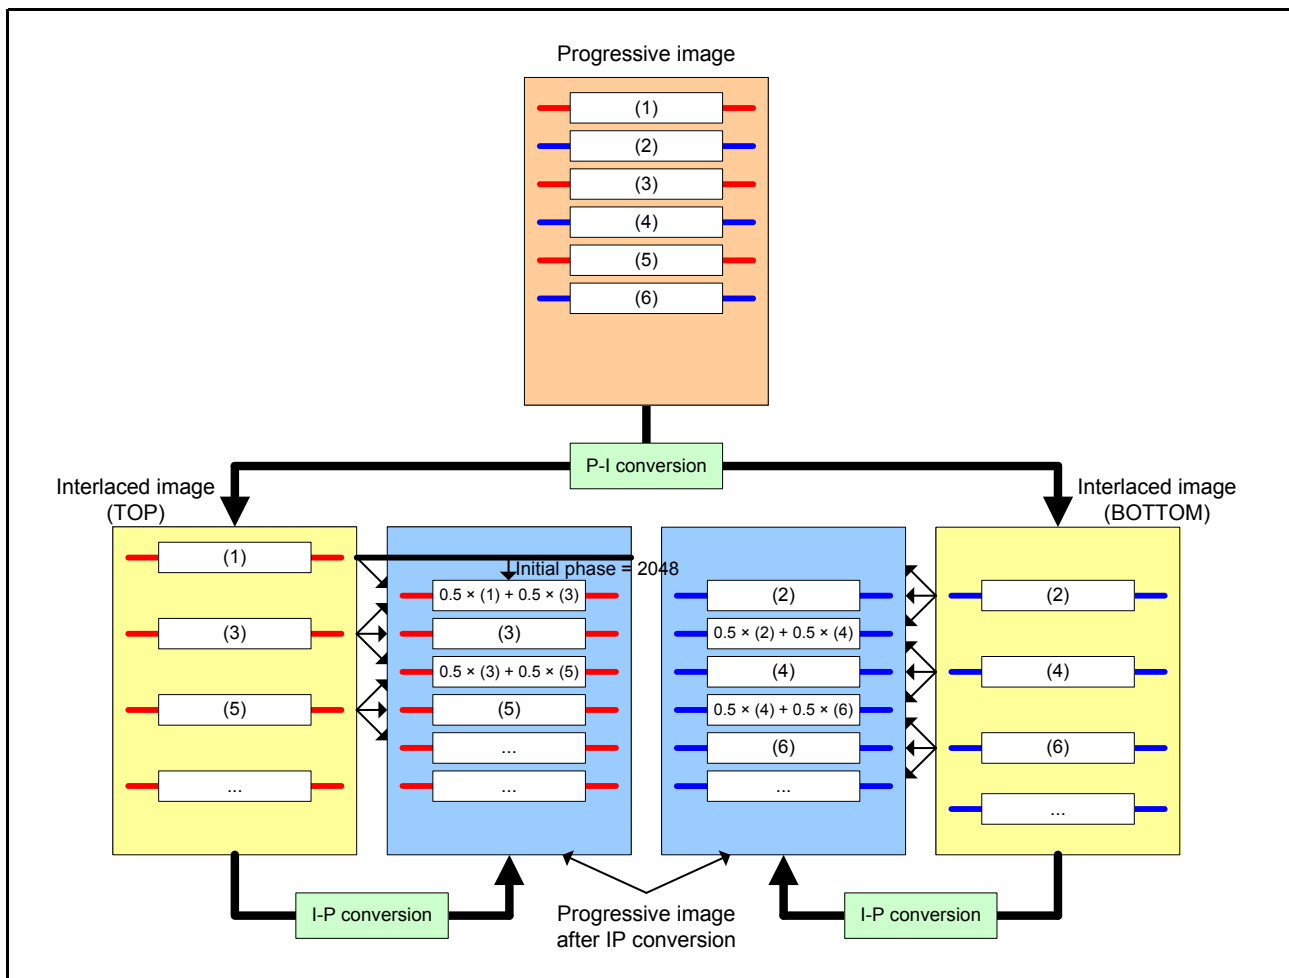 Progressive image
(1)
(2)
(3)
(4)
(5)
(6)
P-I conversion
Interlaced image
(TOP)
Interlaced image
(BOTTOM)
(1)
(3)
(5)
...
Initial phase = 2048
0.5 × (1) + 0.5 × (3)
(3)
0.5 × (3) + 0.5 × (5)
(5)
...
...
(2)
0.5 × (2) + 0.5 × (4)
(4)
0.5 × (4) + 0.5 × (6)
(6)
...
(2)
(4)
(6)
...
I-P conversion
Progressive image
after IP conversion
I-P conversion